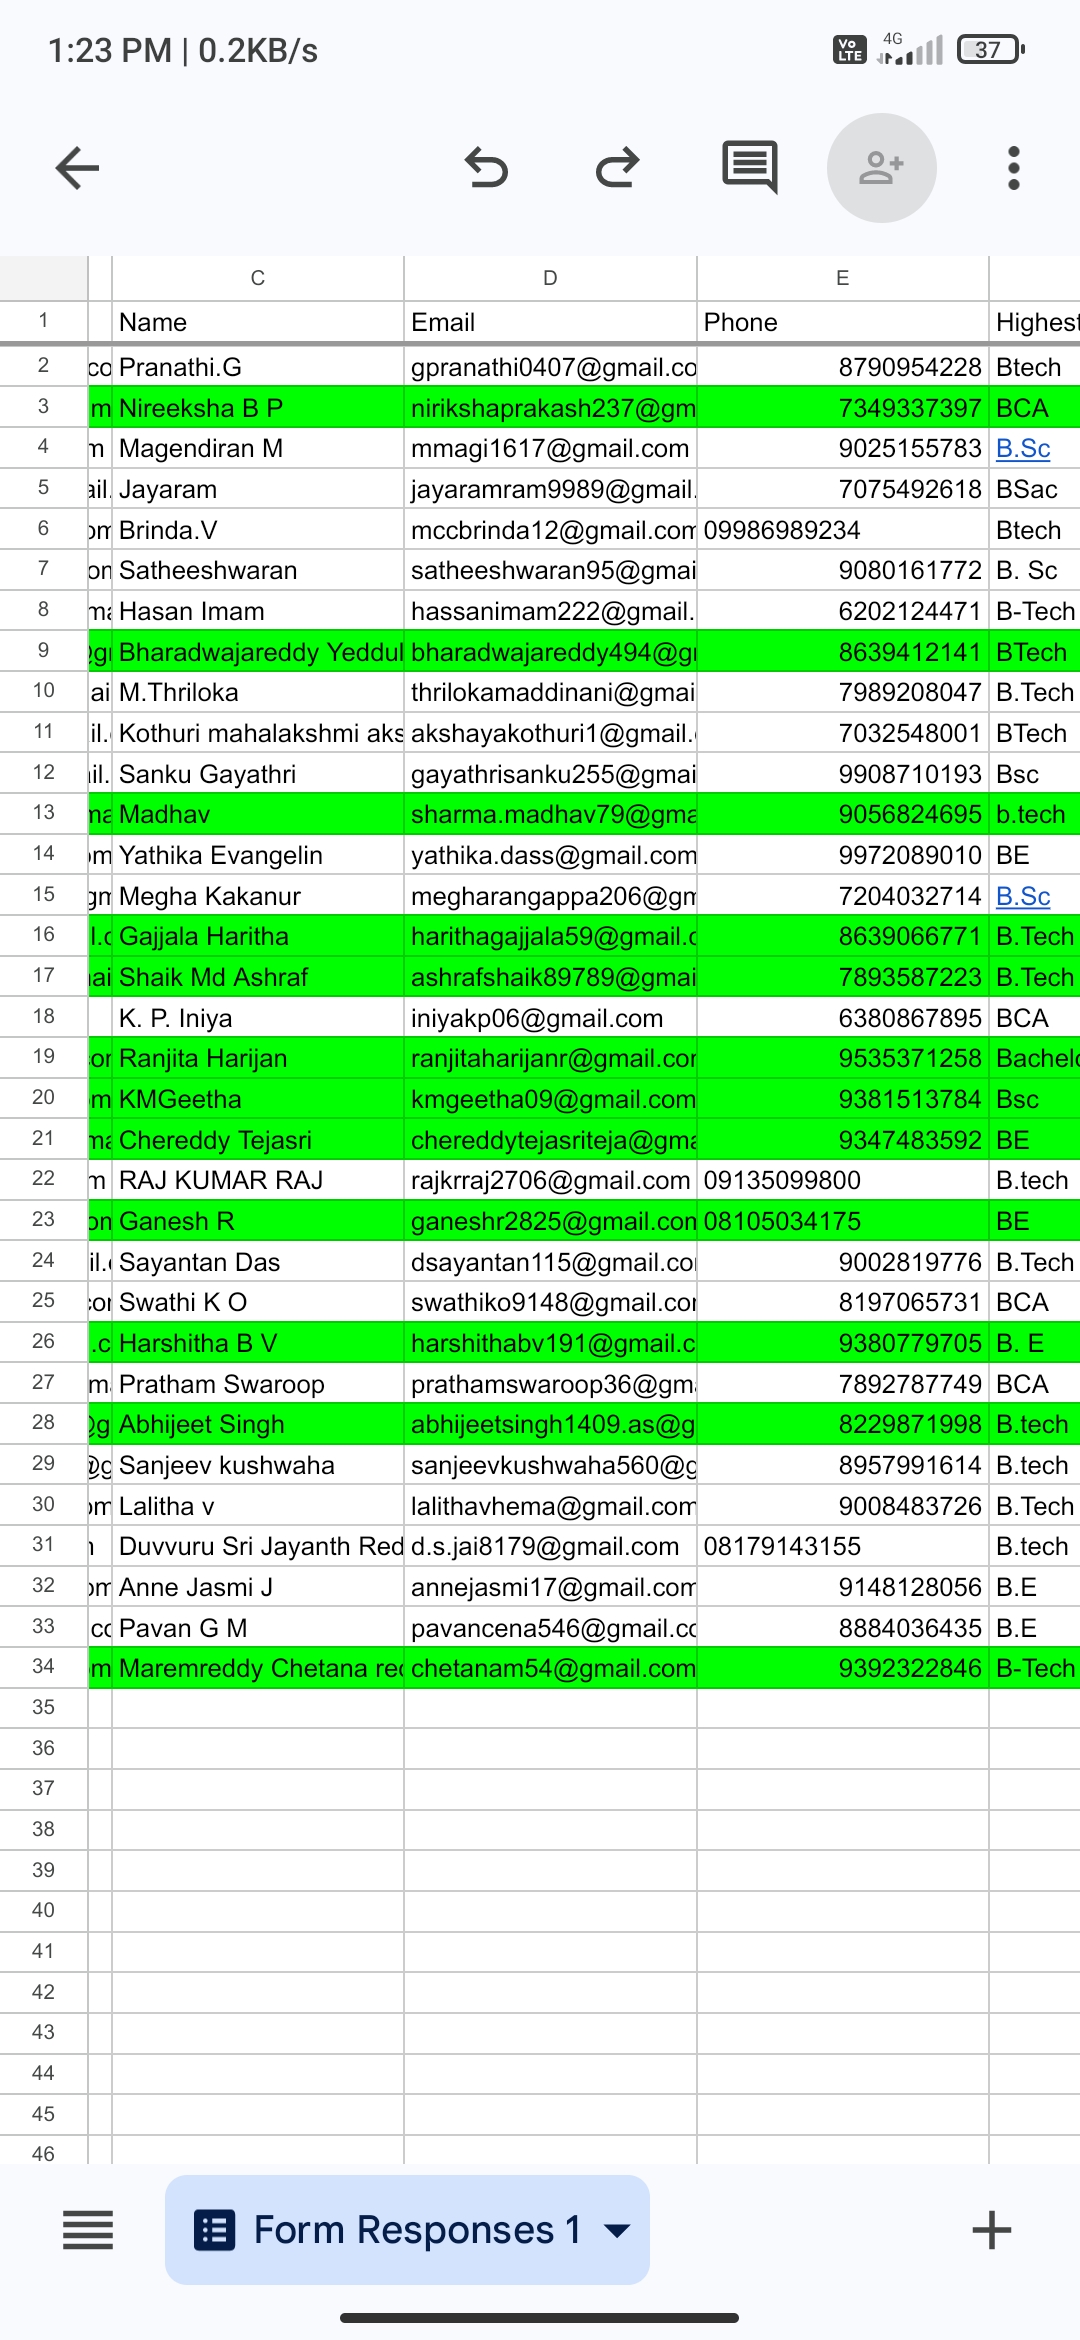 1:23 PM | 0.2KB/s
Vo LTE 4G 37
C D E
1 Name Email Phone Highest
2 co Pranathi.G gpranathi0407@gmail.co 8790954228 Btech
3 m Nireeksha B P nirikshaprakash237@gm 7349337397 BCA
4 m Magendiran M mmagi1617@gmail.com 9025155783 B.Sc
5 ail. Jayaram jayaramram9989@gmail. 7075492618 BSac
6 om Brinda.V mccbrinda12@gmail.com 09986989234 Btech
7 on Satheeshwaran satheeshwaran95@gmai 9080161772 B. Sc
8 ma Hasan Imam hassanimam222@gmail. 6202124471 B-Tech
9 @gi Bharadwajareddy Yeddul bharadwajareddy494@g 8639412141 BTech
10 ai M.Thriloka thrilokamaddinani@gmai 7989208047 B.Tech
11 il. Kothuri mahalakshmi aks akshayakothuri1@gmail. 7032548001 BTech
12 ail. Sanku Gayathri gayathrisanku255@gmai 9908710193 Bsc
13 ma Madhav sharma.madhav79@gma 9056824695 b.tech
14 om Yathika Evangelin yathika.dass@gmail.com 9972089010 BE
15 gm Megha Kakanur megharangappa206@gm 7204032714 B.Sc
16 l.c Gajjala Haritha harithagajjala59@gmail.c 8639066771 B.Tech
17 ai Shaik Md Ashraf ashrafshaik89789@gmai 7893587223 B.Tech
18 K. P. Iniya iniyakp06@gmail.com 6380867895 BCA
19 cor Ranjita Harijan ranjitaharijanr@gmail.cor 9535371258 Bachelo
20 om KMGeetha kmgeetha09@gmail.com 9381513784 Bsc
21 ma Chereddy Tejasri chereddytejasriteja@gma 9347483592 BE
22 m RAJ KUMAR RAJ rajkrraj2706@gmail.com 09135099800 B.tech
23 on Ganesh R ganeshr2825@gmail.con 08105034175 BE
24 il. Sayantan Das dsayantan115@gmail.co 9002819776 B.Tech
25 cor Swathi K O swathiko9148@gmail.cor 8197065731 BCA
26 .c Harshitha B V harshithabv191@gmail.c 9380779705 B. E
27 m Pratham Swaroop prathamswaroop36@gm 7892787749 BCA
28 @g Abhijeet Singh abhijeetsingh1409.as@g 8229871998 B.tech
29 @g Sanjeev kushwaha sanjeevkushwaha560@g 8957991614 B.tech
30 om Lalitha v lalithavhema@gmail.com 9008483726 B.Tech
31 Duvvuru Sri Jayanth Red d.s.jai8179@gmail.com 08179143155 B.tech
32 om Anne Jasmi J annejasmi17@gmail.com 9148128056 B.E
33 cc Pavan G M pavancena546@gmail.co 8884036435 B.E
34 om Maremreddy Chetana rec chetanam54@gmail.com 9392322846 B-Tech
35
36
37
38
39
40
41
42
43
44
45
46
Form Responses 1